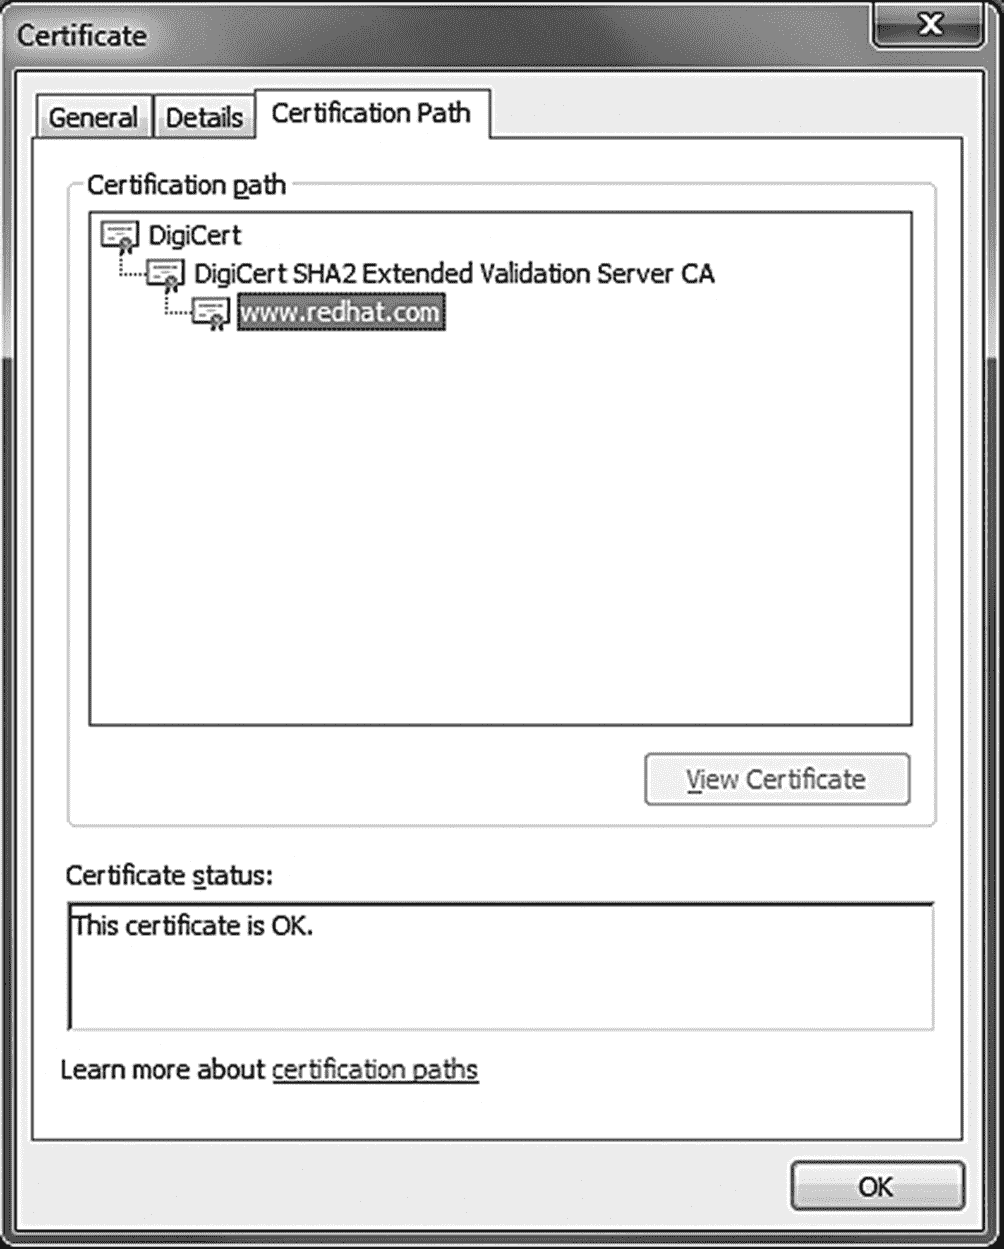 Certificate
General Details Certification Path
Certification path
DigiCert
DigiCert SHA2 Extended Validation Server CA
www.redhat.com
View Certificate
Certificate status:
This certificate is OK.
Learn more about certification paths
OK